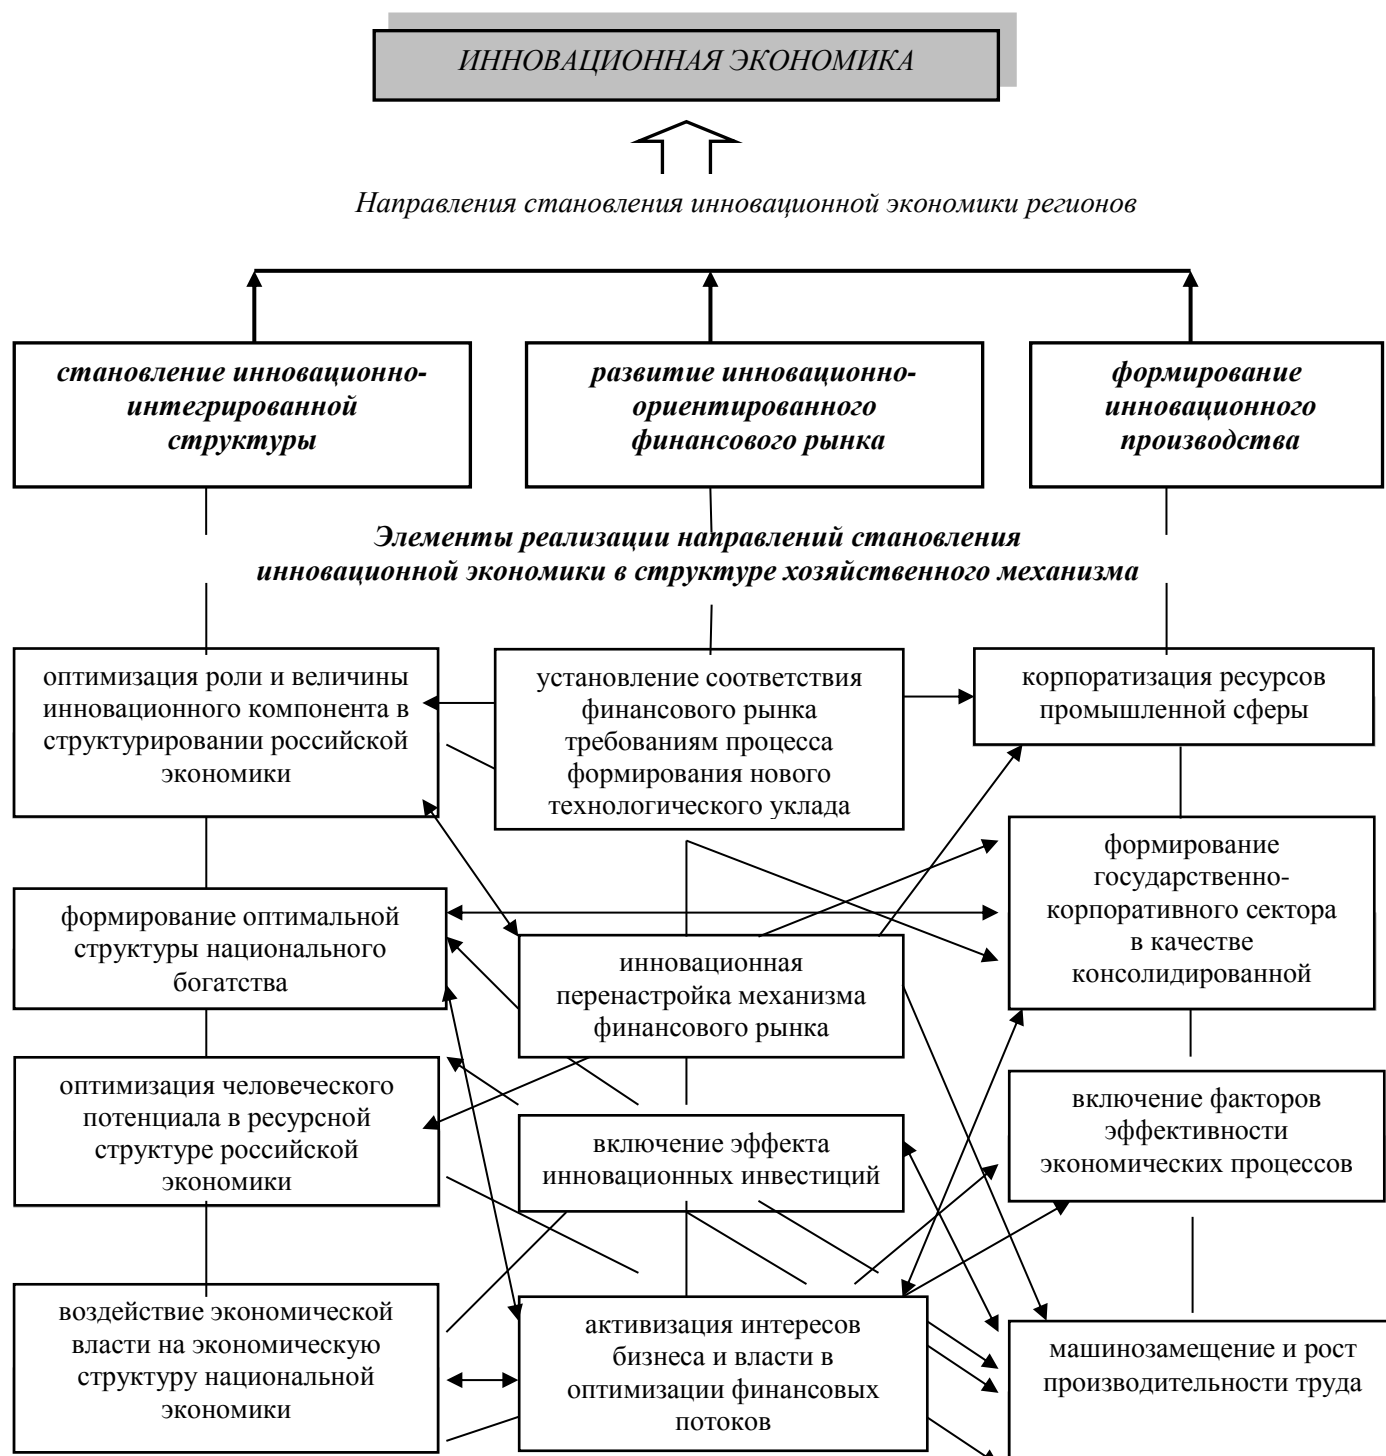 ИННОВАЦИОННАЯ ЭКОНОМИКА
Направления становления инновационной экономики регионов
становление инновационно-
интегрированной
структуры
развитие инновационно-
ориентированного
финансового рынка
формирование
инновационного
производства
Элементы реализации направлений становления
инновационной экономики в структуре хозяйственного механизма
оптимизация роли и величины
инновационного компонента в
структурировании российской
экономики
установление соответствия
финансового рынка
требованиям процесса
формирования нового
технологического уклада
корпоратизация ресурсов
промышленной сферы
формирование
государственно-
корпоративного сектора
в качестве
консолидированной
формирование оптимальной
структуры национального
богатства
инновационная
перенастройка механизма
финансового рынка
оптимизация человеческого
потенциала в ресурсной
структуре российской
экономики
включение эффекта
инновационных инвестиций
включение факторов
эффективности
экономических процессов
воздействие экономической
власти на экономическую
структуру национальной
экономики
активизация интересов
бизнеса и власти в
оптимизации финансовых
потоков
машинозамещение и рост
производительности труда